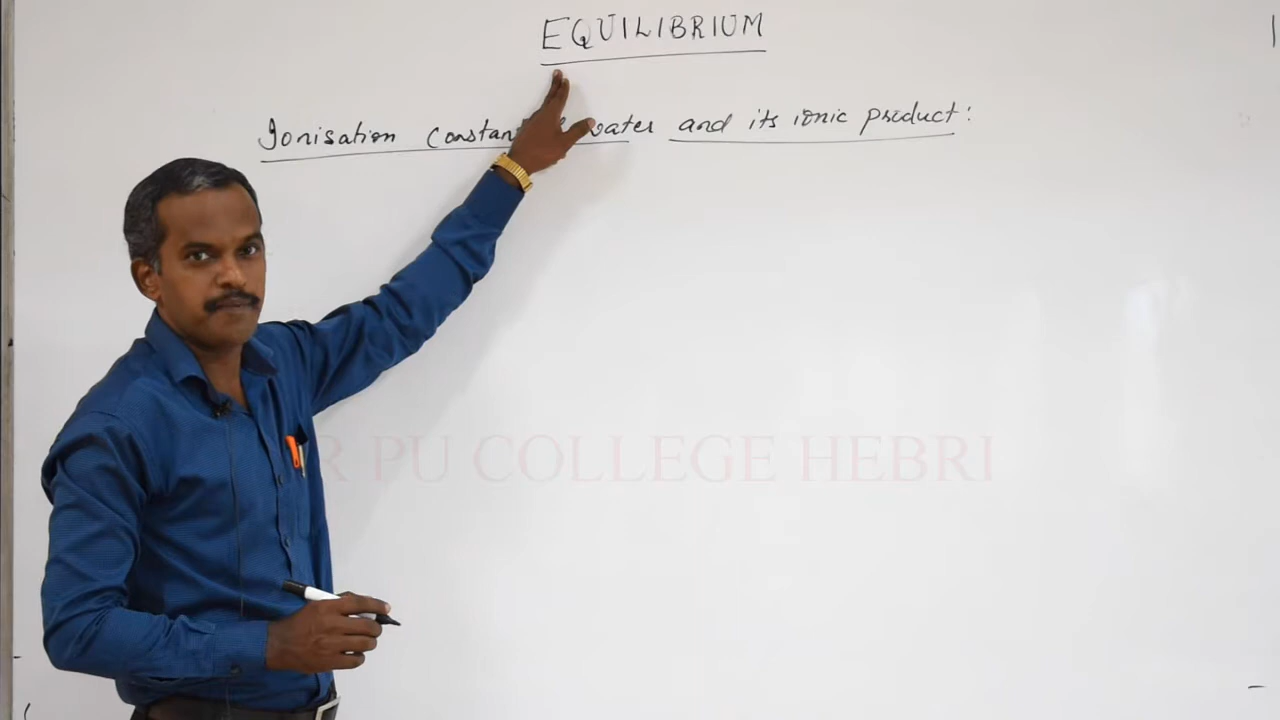 EQUILIBRIUM
Ionisation constant water and its ionic product:
R PU COLLEGE HEBRI